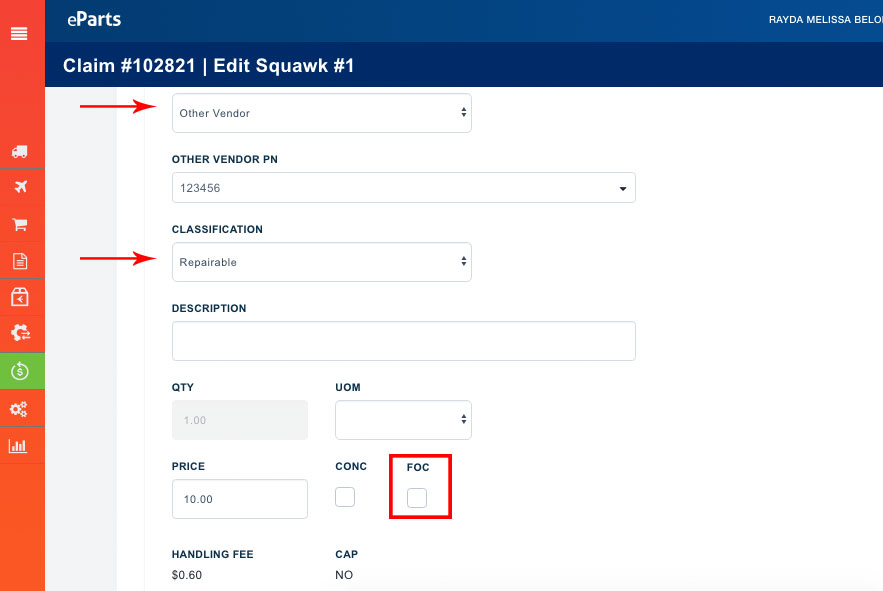 eParts
RAYDA MELISSA BELO
Claim #102821 | Edit Squawk #1
Other Vendor
OTHER VENDOR PN
123456
CLASSIFICATION
Repairable
DESCRIPTION
QTY UOM
1.00
PRICE CONC FOC
10.00
HANDLING FEE CAP
$0.60 NO